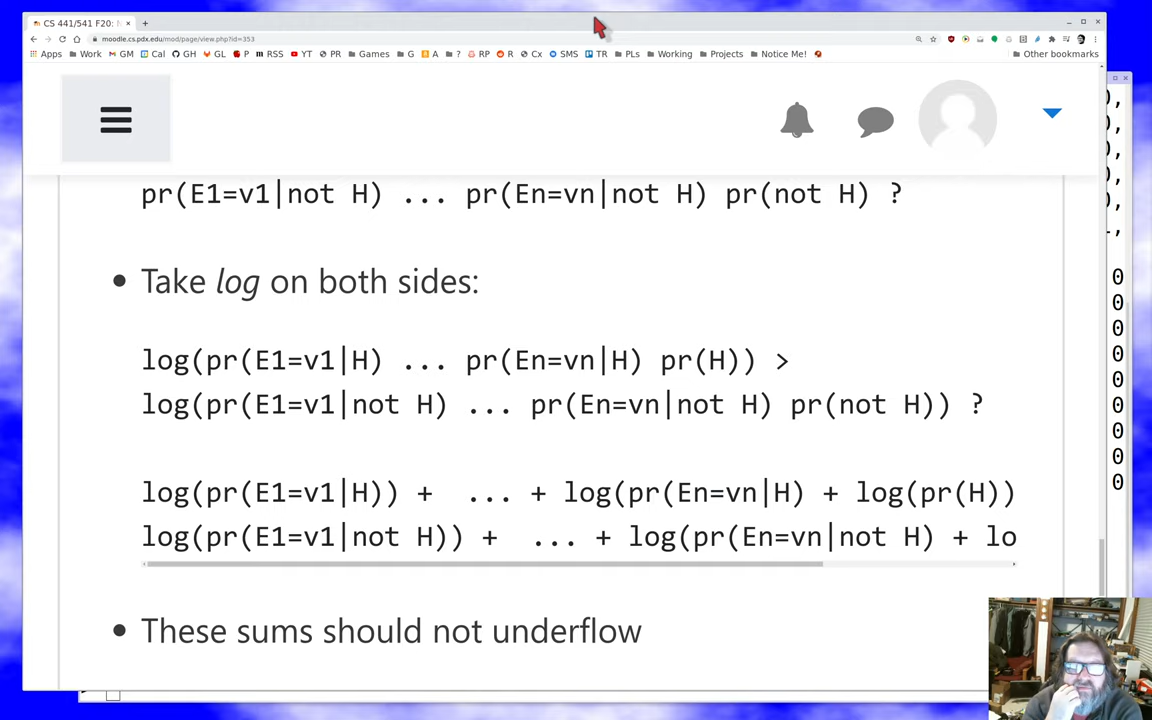 CS 441/541 F20: N
moodle.cs.pdx.edu/mod/page/view.php?id=353
Apps Work GM Cal GH GL P RSS YT PR Games G A ? RP R Cx SMS TR PLs Working Projects Notice Me! Other bookmarks
pr(E1=v1|not H) ... pr(En=vn|not H) pr(not H) ?
• Take log on both sides:
log(pr(E1=v1|H) ... pr(En=vn|H) pr(H)) >
log(pr(E1=v1|not H) ... pr(En=vn|not H) pr(not H)) ?
log(pr(E1=v1|H)) + ... + log(pr(En=vn|H) + log(pr(H))
log(pr(E1=v1|not H)) + ... + log(pr(En=vn|not H) + lo
• These sums should not underflow
0
0
0
0
0
0
0
0
0